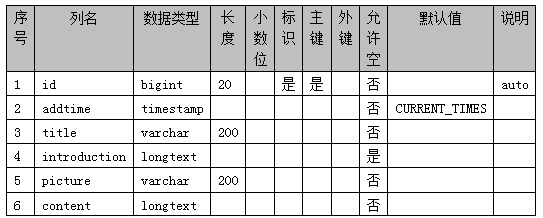 序号 列名 数据类型 长度 小数位 标识 主键 外键 允许空 默认值 说明
1 id bigint 20 是 是 否 auto
2 addtime timestamp 否 CURRENT_TIMES
3 title varchar 200 否
4 introduction longtext 是
5 picture varchar 200 否
6 content longtext 否